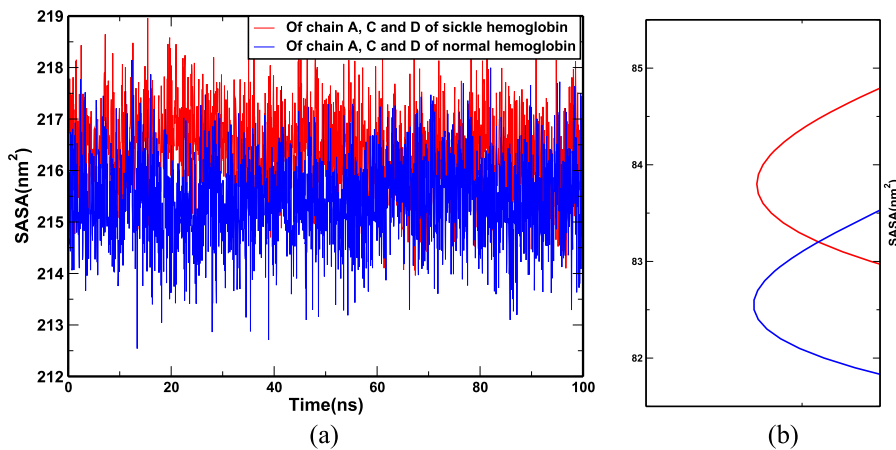 219
218
217
216
215
214
213
212
SASA(nm²)
Of chain A, C and D of sickle hemoglobin
Of chain A, C and D of normal hemoglobin
0
20
40
60
80
100
Time(ns)
(a)
85
84
83
82
SASA(nm²)
(b)